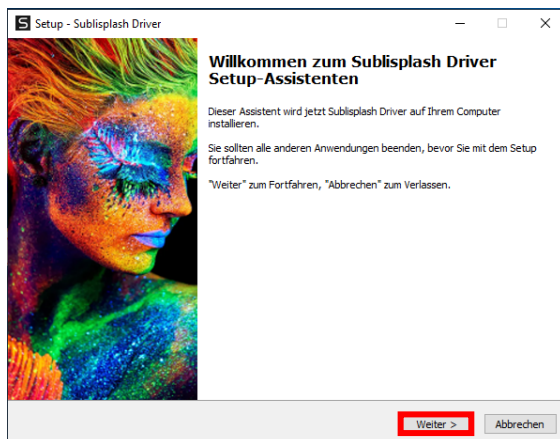 S Setup - Sublisplash Driver
Willkommen zum Sublisplash Driver
Setup-Assistenten
Dieser Assistent wird jetzt Sublisplash Driver auf Ihrem Computer
installieren.
Sie sollten alle anderen Anwendungen beenden, bevor Sie mit dem Setup
fortfahren.
"Weiter" zum Fortfahren, "Abbrechen" zum Verlassen.
Weiter > Abbrechen